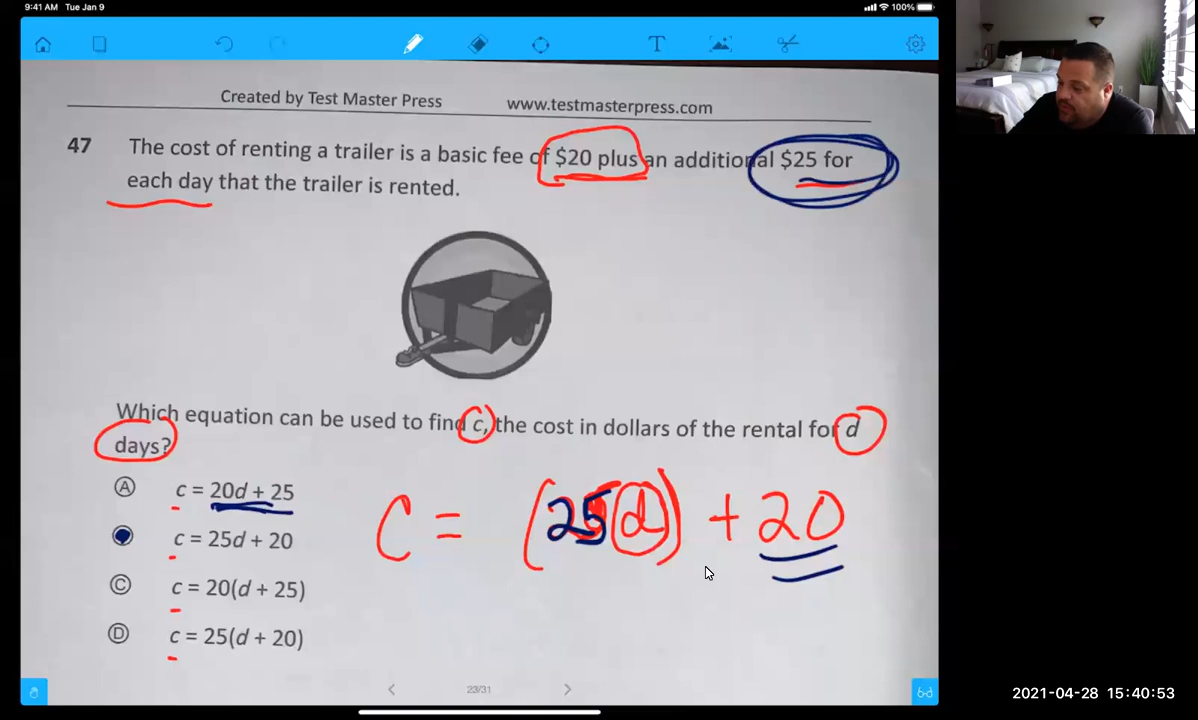 9:41 AM Tue Jan 9
100%
T
Created by Test Master Press www.testmasterpress.com
47 The cost of renting a trailer is a basic fee of $20 plus an additional $25 for
each day that the trailer is rented.
Which equation can be used to find c, the cost in dollars of the rental for d
days?
A c = 20d + 25
c = 25d + 20
C c = 20(d + 25)
D c = 25(d + 20)
C = (25(d)) + 20
23/31
2021-04-28 15:40:53